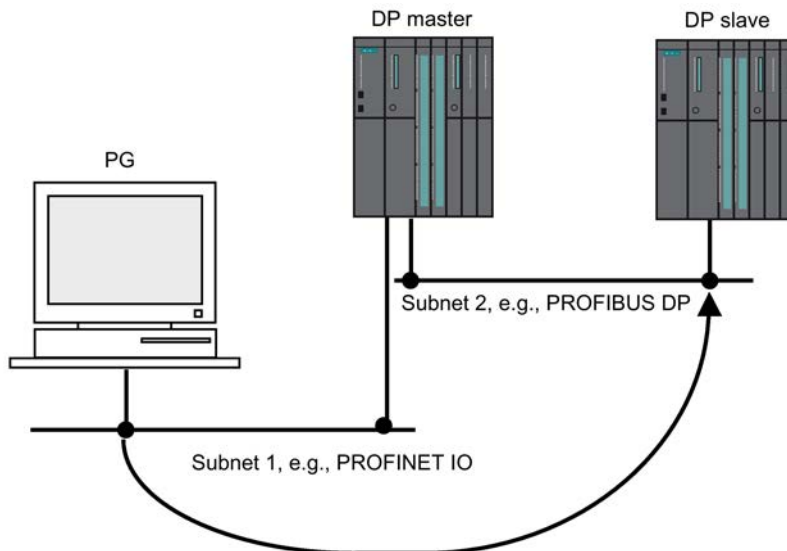 DP master
DP slave
PG
Subnet 2, e.g., PROFIBUS DP
Subnet 1, e.g., PROFINET IO